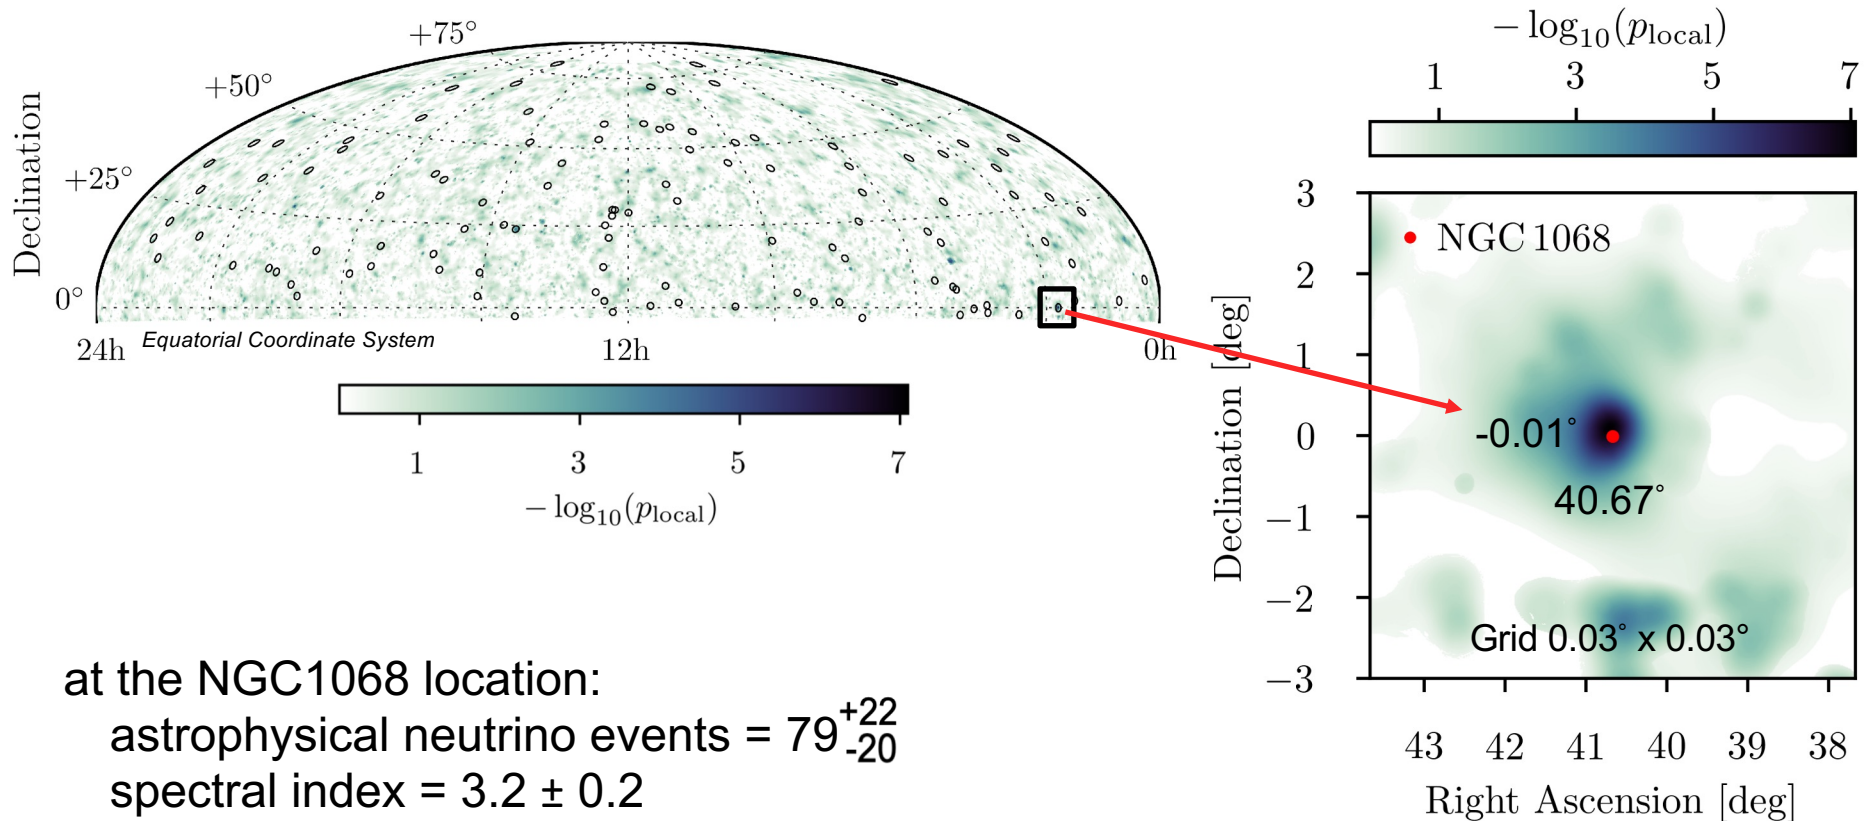 +75°
+50°
+25°
0°
Declination
24h
Equatorial Coordinate System
12h
0h
1 3 5 7
− log₁₀(p_local)
− log₁₀(p_local)
1 3 5 7
NGC 1068
3
2
1
0
−1
−2
−3
Declination [deg]
-0.01°
40.67°
Grid 0.03° x 0.03°
43 42 41 40 39 38
Right Ascension [deg]
at the NGC1068 location:
astrophysical neutrino events = 79 +22 -20
spectral index = 3.2 ± 0.2